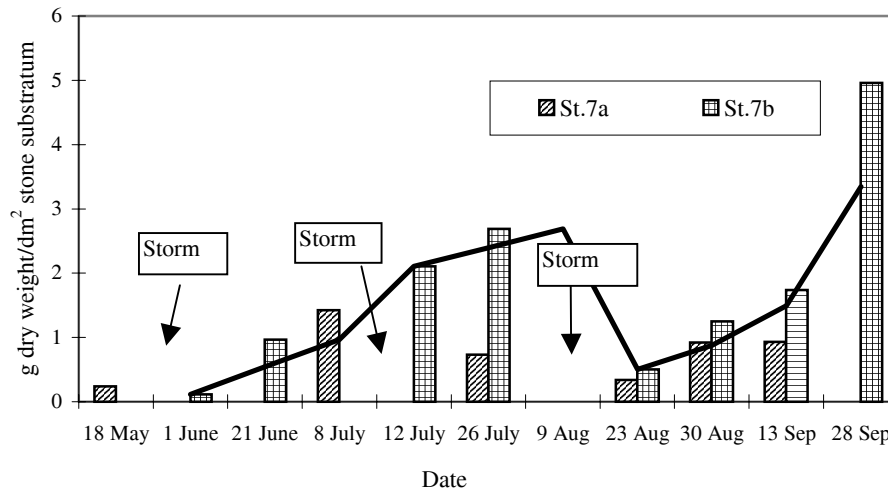 6
5
4
3
2
1
0
g dry weight/dm² stone substratum
St.7a St.7b
Storm
Storm
Storm
18 May 1 June 21 June 8 July 12 July 26 July 9 Aug 23 Aug 30 Aug 13 Sep 28 Sep
Date